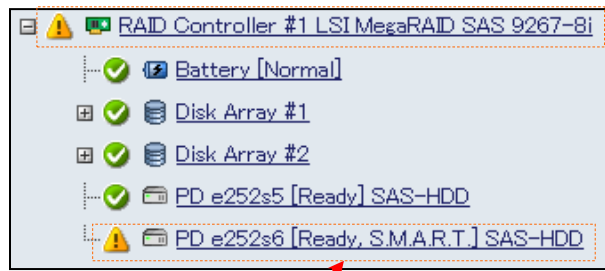 RAID Controller #1 LSI MegaRAID SAS 9267-8i
Battery [Normal]
Disk Array #1
Disk Array #2
PD e252s5 [Ready] SAS-HDD
PD e252s6 [Ready, S.M.A.R.T.] SAS-HDD